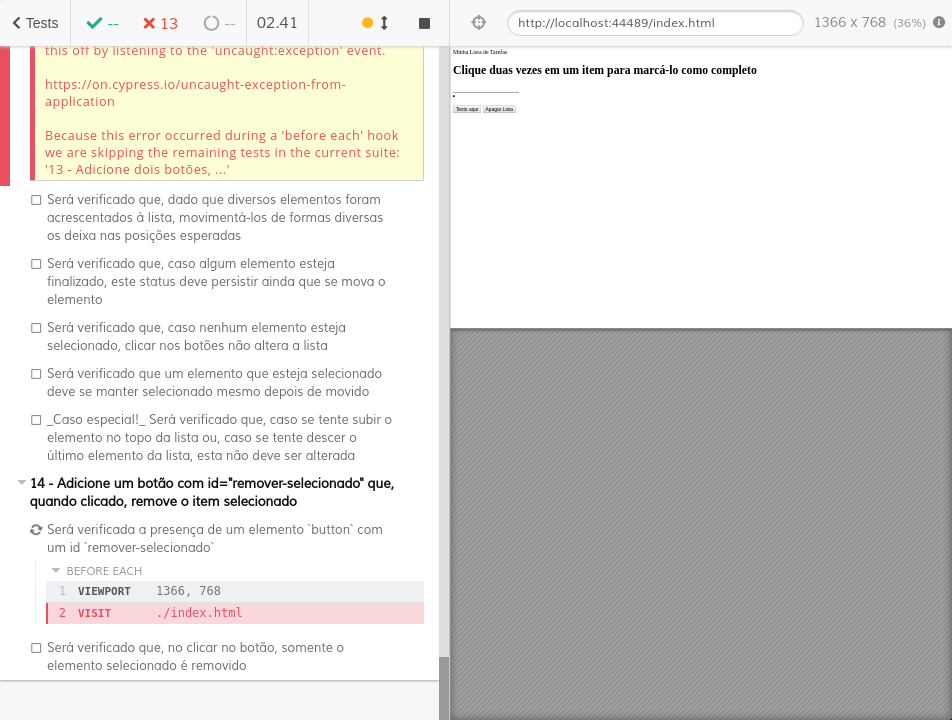 Tests
--
13
--
02.41
http://localhost:44489/index.html
1366 x 768 (36%)
this off by listening to the 'uncaught:exception' event.
https://on.cypress.io/uncaught-exception-from-
application
Because this error occurred during a 'before each' hook
we are skipping the remaining tests in the current suite:
'13 - Adicione dois botões, ...'
Será verificado que, dado que diversos elementos foram
acrescentados à lista, movimentá-los de formas diversas
os deixa nas posições esperadas
Será verificado que, caso algum elemento esteja
finalizado, este status deve persistir ainda que se mova o
elemento
Será verificado que, caso nenhum elemento esteja
selecionado, clicar nos botões não altera a lista
Será verificado que um elemento que esteja selecionado
deve se manter selecionado mesmo depois de movido
_Caso especial!_ Será verificado que, caso se tente subir o
elemento no topo da lista ou, caso se tente descer o
último elemento da lista, esta não deve ser alterada
14 - Adicione um botão com id="remover-selecionado" que,
quando clicado, remove o item selecionado
Será verificada a presença de um elemento `button` com
um id `remover-selecionado`
BEFORE EACH
1 VIEWPORT 1366, 768
2 VISIT ./index.html
Será verificado que, no clicar no botão, somente o
elemento selecionado é removido
Minha Lista de Tarefas
Clique duas vezes em um item para marcá-lo como completo
Texto aqui Apagar Lista